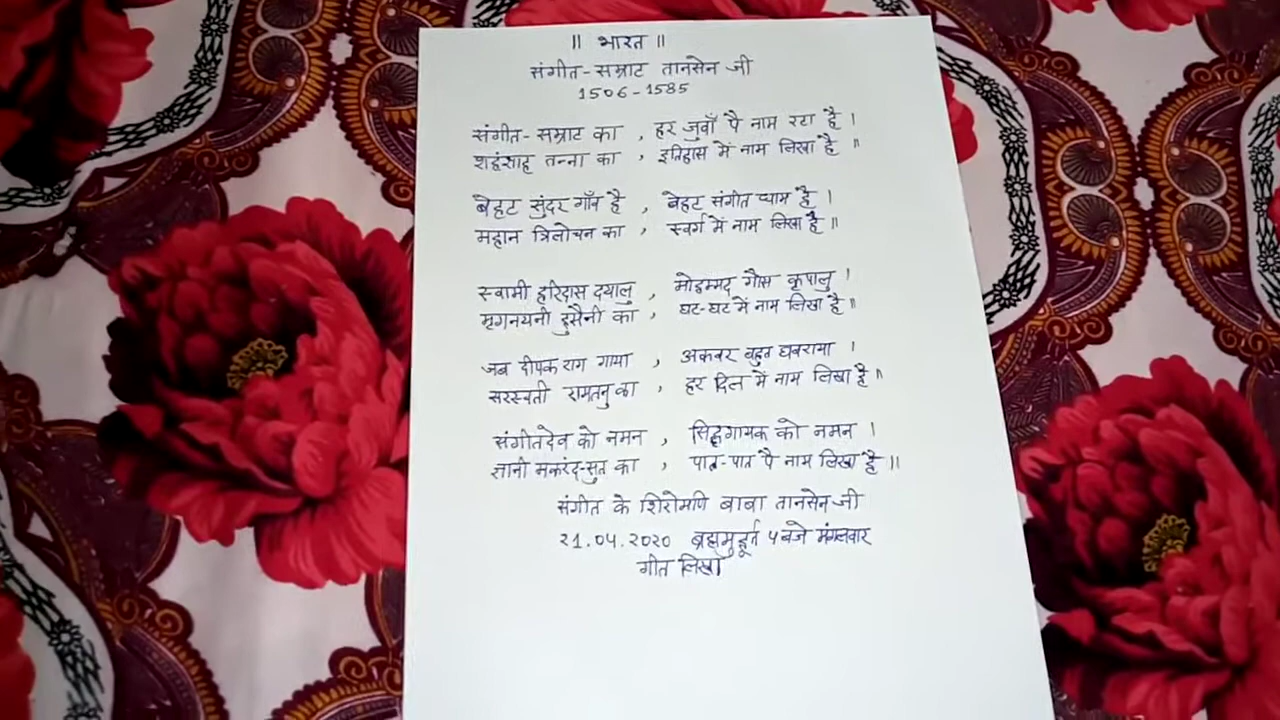 ॥ भारत ॥
संगीत-सम्राट तानसेन जी
1506-1585
संगीत-सम्राट का , हर जुवाँ पै नाम रटा है ।
शहंशाह तन्ना का , इतिहास में नाम लिखा है ॥
बेहट सुंदर गाँव है , बेहट संगीत ध्याम है ।
महान त्रिलोचन का , स्वर्ग में नाम लिखा है ॥
स्वामी हरिदास दयालु , मोहम्मद गौस कृपालु ।
मृगनयनी हुसैनी का , घट-घट में नाम लिखा है ॥
जब दीपक राग गाया , अकबर बहुत घबराया ।
सरस्वती रामतनु का , हर दिल में नाम लिखा है ॥
संगीतदेव को नमन , सिद्धगायक को नमन ।
ज्ञानी मकरंद-सुत का , पात-पात पै नाम लिखा है ॥
संगीत के शिरोमणि बाबा तानसेन जी
21.04.2020 ब्रह्ममुहूर्त ५ बजे मंगलवार
गीत लिखा